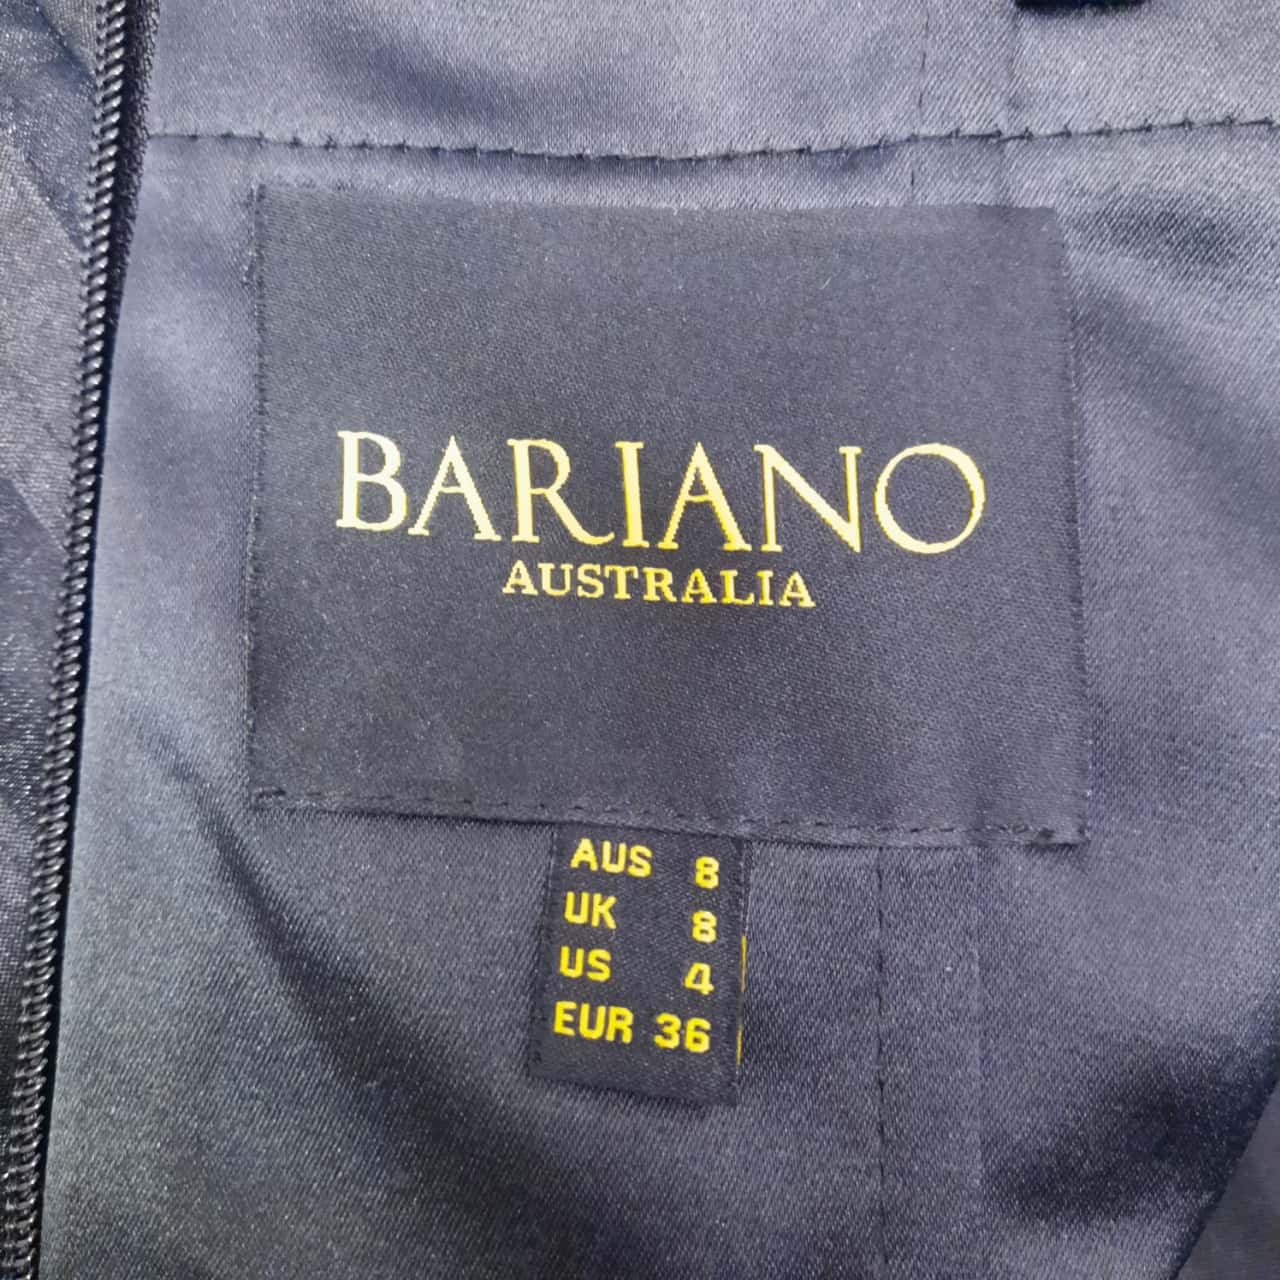 BARIANO
AUSTRALIA
AUS 8
UK 8
US 4
EUR 36